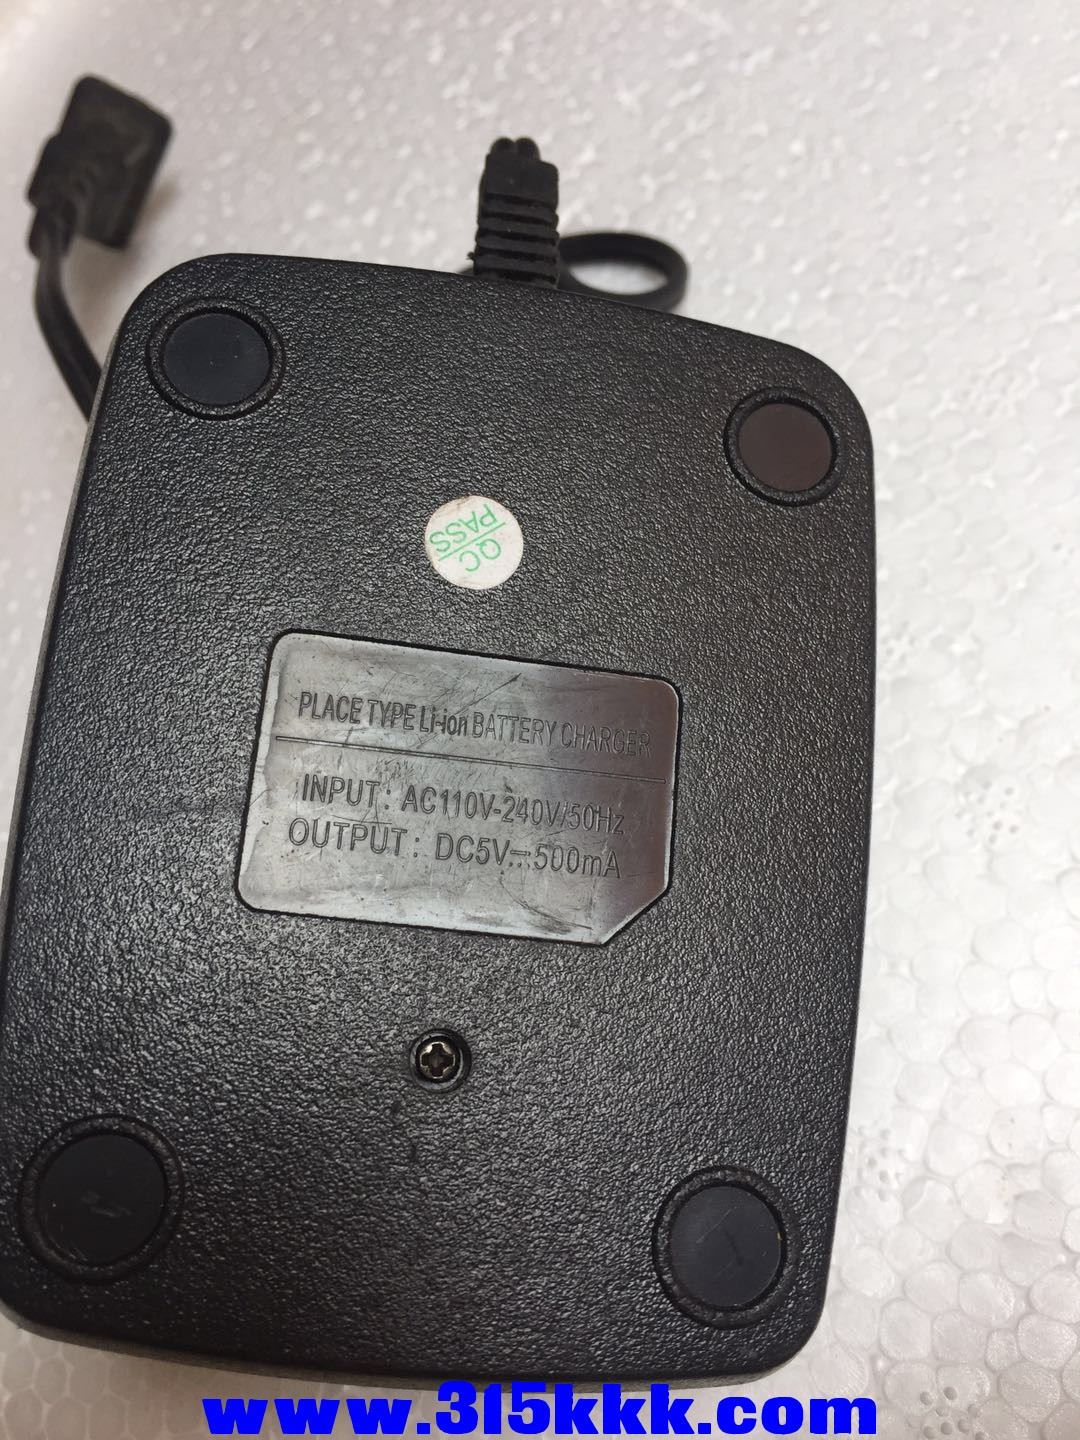 QC
PASS
PLACE TYPE Li-ion BATTERY CHARGER
INPUT: AC110V-240V/50Hz
OUTPUT: DC5V⎓500mA
www.315kkk.com